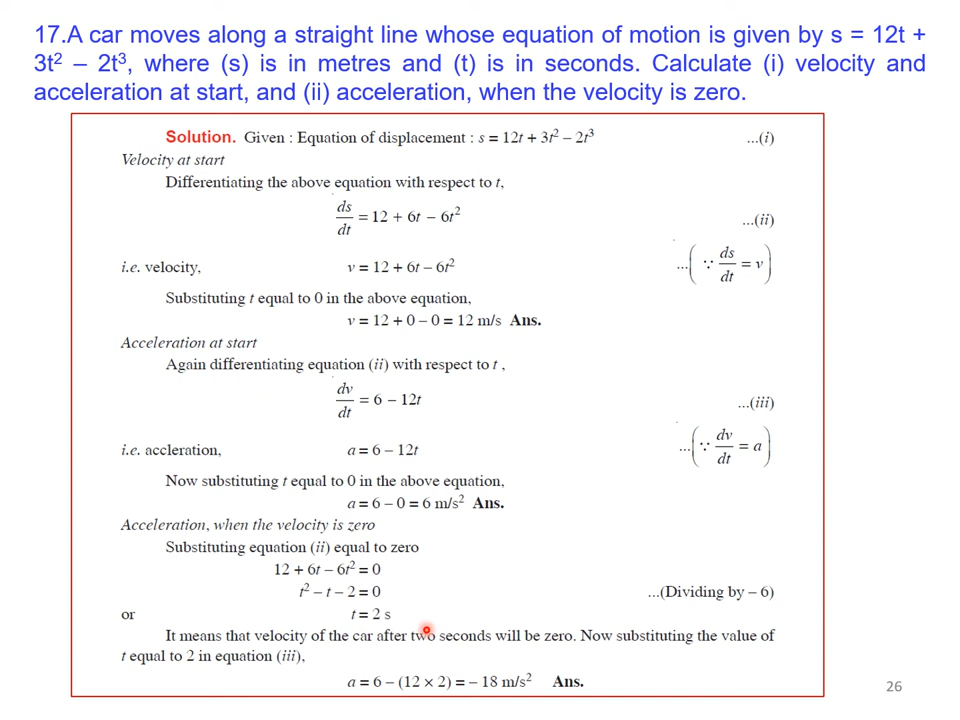 17.A car moves along a straight line whose equation of motion is given by s = 12t +
3t² – 2t³, where (s) is in metres and (t) is in seconds. Calculate (i) velocity and
acceleration at start, and (ii) acceleration, when the velocity is zero.
Solution. Given : Equation of displacement : s = 12t + 3t² – 2t³ ...(i)
Velocity at start
Differentiating the above equation with respect to t,
ds/dt = 12 + 6t – 6t² ...(ii)
i.e. velocity, v = 12 + 6t – 6t² ...(∵ ds/dt = v)
Substituting t equal to 0 in the above equation,
v = 12 + 0 – 0 = 12 m/s Ans.
Acceleration at start
Again differentiating equation (ii) with respect to t ,
dv/dt = 6 – 12t ...(iii)
i.e. accleration, a = 6 – 12t ...(∵ dv/dt = a)
Now substituting t equal to 0 in the above equation,
a = 6 – 0 = 6 m/s² Ans.
Acceleration, when the velocity is zero
Substituting equation (ii) equal to zero
12 + 6t – 6t² = 0
t² – t – 2 = 0 ...(Dividing by – 6)
or t = 2 s
It means that velocity of the car after two seconds will be zero. Now substituting the value of
t equal to 2 in equation (iii),
a = 6 – (12 × 2) = – 18 m/s² Ans.
26